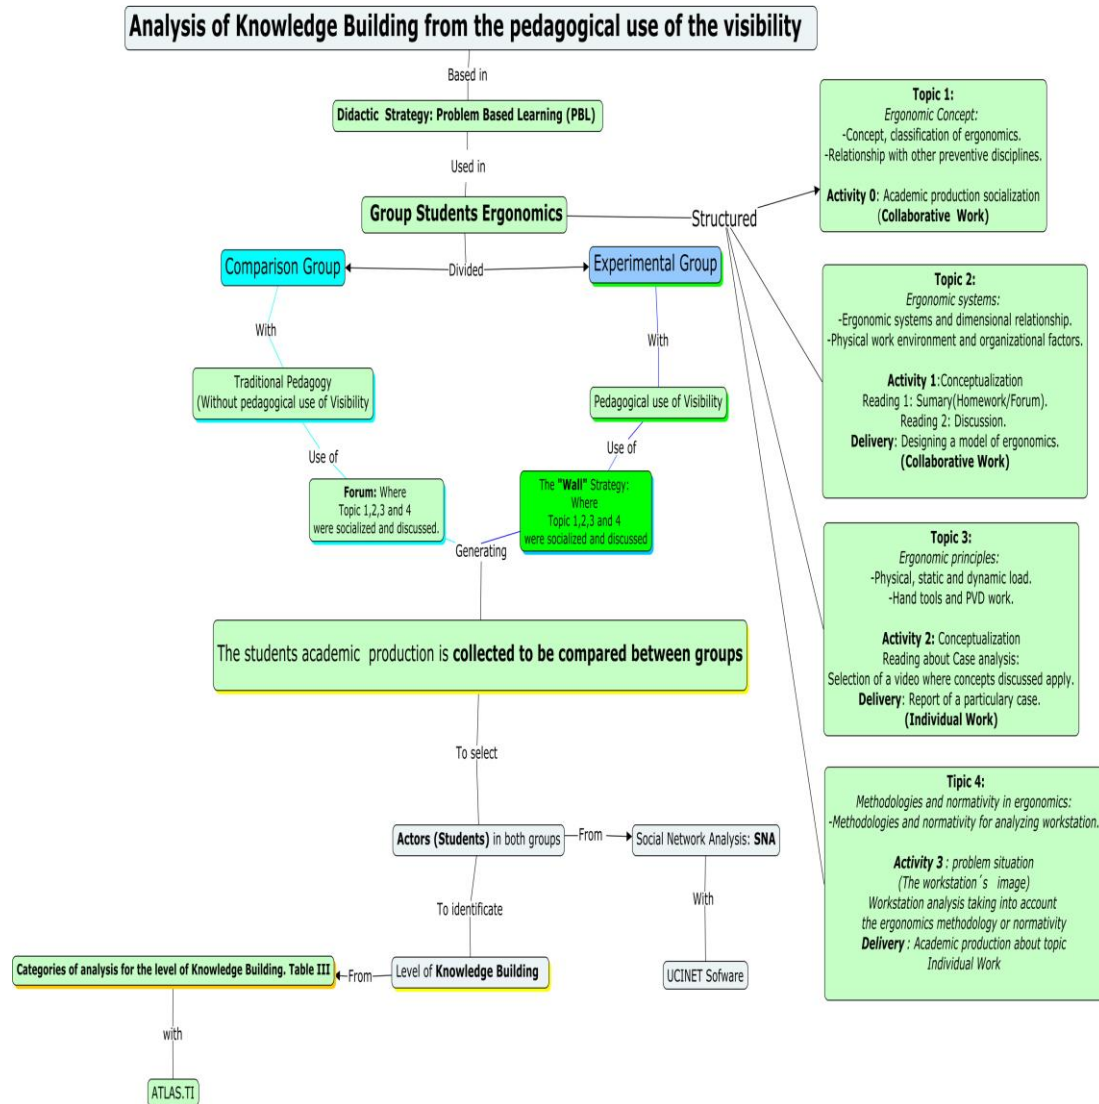 Analysis of Knowledge Building from the pedagogical use of the visibility
Based in
Didactic Strategy: Problem Based Learning (PBL)
Used in
Group Students Ergonomics
Structured
Divided
Comparison Group
Experimental Group
With
With
Traditional Pedagogy
(Without pedagogical use of Visibility
Pedagogical use of Visibility
Use of
Use of
Forum: Where
Topic 1,2,3 and 4
were socialized and discussed.
The "Wall" Strategy:
Where
Topic 1,2,3 and 4
were socialized and discussed
Generating
The students academic production is collected to be compared between groups
To select
Actors (Students) in both groups
From
Social Network Analysis: SNA
With
UCINET Sofware
To identificate
Level of Knowledge Building
From
Categories of analysis for the level of Knowledge Building. Table III
with
ATLAS.TI
Topic 1:
Ergonomic Concept:
-Concept, classification of ergonomics.
-Relationship with other preventive disciplines.
Activity 0: Academic production socialization
(Collaborative Work)
Topic 2:
Ergonomic systems:
-Ergonomic systems and dimensional relationship.
-Physical work environment and organizational factors.
Activity 1:Conceptualization
Reading 1: Sumary(Homework/Forum).
Reading 2: Discussion.
Delivery: Designing a model of ergonomics.
(Collaborative Work)
Topic 3:
Ergonomic principles:
-Physical, static and dynamic load.
-Hand tools and PVD work.
Activity 2: Conceptualization
Reading about Case analysis:
Selection of a video where concepts discussed apply.
Delivery: Report of a particulary case.
(Individual Work)
Tipic 4:
Methodologies and normativity in ergonomics:
-Methodologies and normativity for analyzing workstation.
Activity 3 : problem situation
(The workstation´s image)
Workstation analysis taking into account
the ergonomics methodology or normativity
Delivery : Academic production about topic
Individual Work